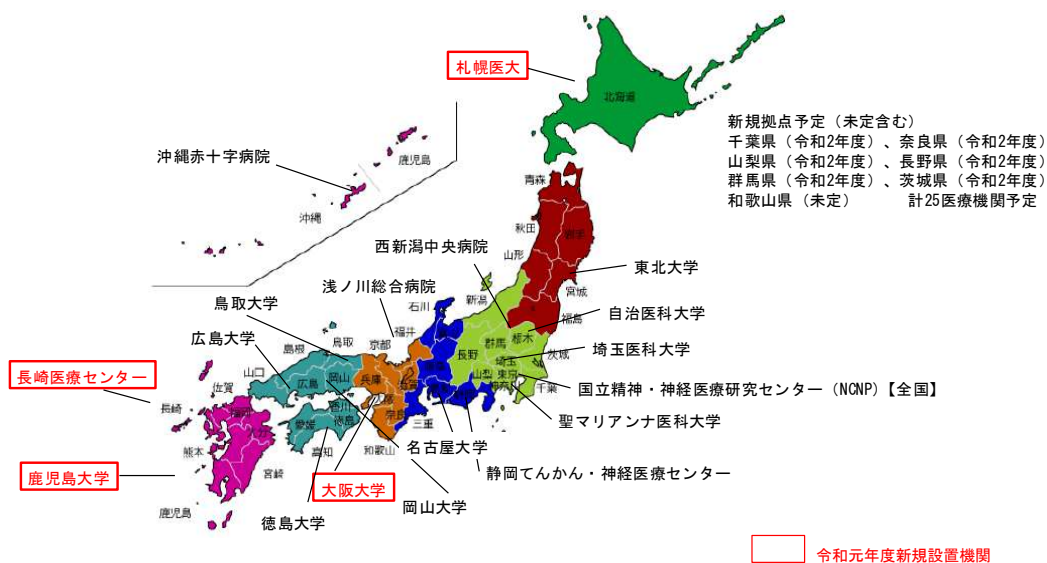 札幌医大
北海道
新規拠点予定（未定含む）
千葉県（令和2年度）、奈良県（令和2年度）
山梨県（令和2年度）、長野県（令和2年度）
群馬県（令和2年度）、茨城県（令和2年度）
和歌山県（未定）　　　計25医療機関予定
沖縄赤十字病院
鹿児島
沖縄
青森
秋田
岩手
山形
西新潟中央病院
東北大学
宮城
浅ノ川総合病院
新潟
石川
福島
自治医科大学
鳥取大学
福井
群馬
栃木
広島大学
島根
鳥取
京都
長野
埼玉
茨城
埼玉医科大学
長崎医療センター
佐賀
広島
岡山
兵庫
滋賀
山梨
東京
千葉
国立精神・神経医療研究センター（NCNP）【全国】
山口
長崎
福岡
大分
香川
徳島
愛媛
奈良
三重
聖マリアンナ医科大学
熊本
高知
和歌山
名古屋大学
宮崎
静岡てんかん・神経医療センター
鹿児島大学
大阪大学
岡山大学
鹿児島
徳島大学
令和元年度新規設置機関